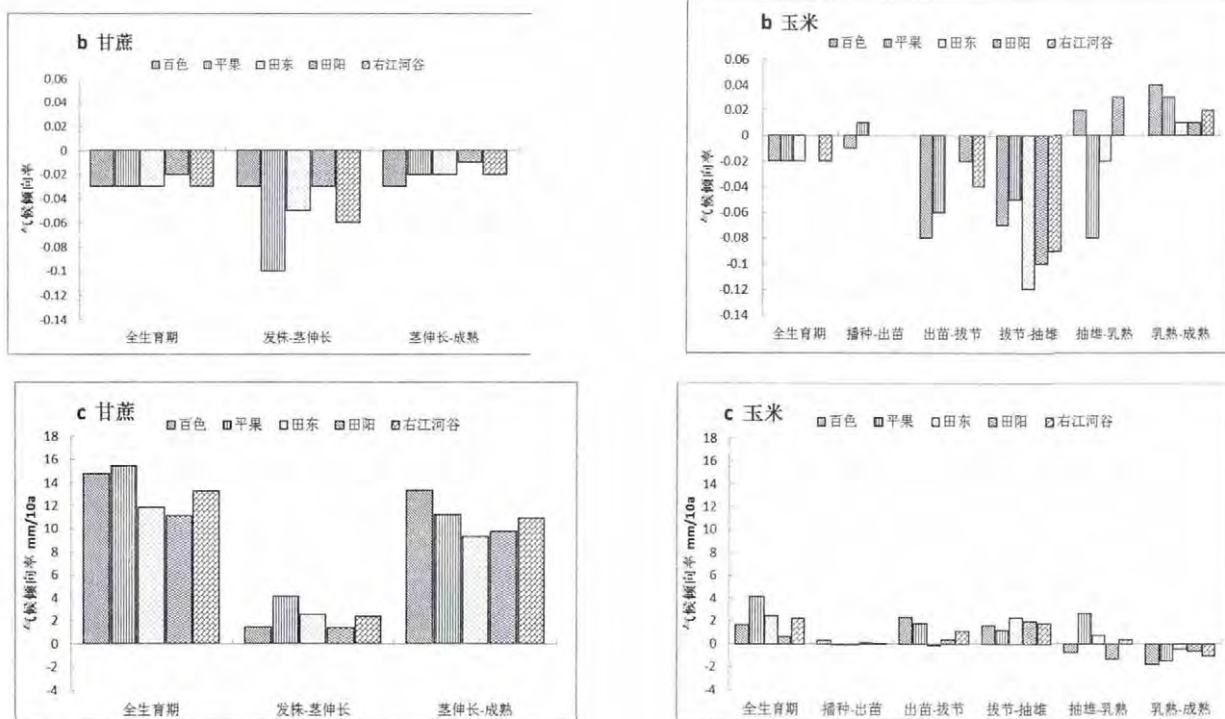 b 甘蔗
百色 平果 田东 田阳 右江河谷
气候倾向率
0.06
0.04
0.02
0
-0.02
-0.04
-0.06
-0.08
-0.1
-0.12
-0.14
全生育期 发株-茎伸长 茎伸长-成熟
b 玉米
百色 平果 田东 田阳 右江河谷
气候倾向率
0.06
0.04
0.02
0
-0.02
-0.04
-0.06
-0.08
-0.1
-0.12
-0.14
全生育期 播种-出苗 出苗-拔节 拔节-抽雄 抽雄-乳熟 乳熟-成熟
c 甘蔗
百色 平果 田东 田阳 右江河谷
气候倾向率 mm/10a
18
16
14
12
10
8
6
4
2
0
-2
-4
全生育期 发株-茎伸长 茎伸长-成熟
c 玉米
百色 平果 田东 田阳 右江河谷
气候倾向率 mm/10a
18
16
14
12
10
8
6
4
2
0
-2
-4
全生育期 播种-出苗 出苗-拔节 拔节-抽雄 抽雄-乳熟 乳熟-成熟